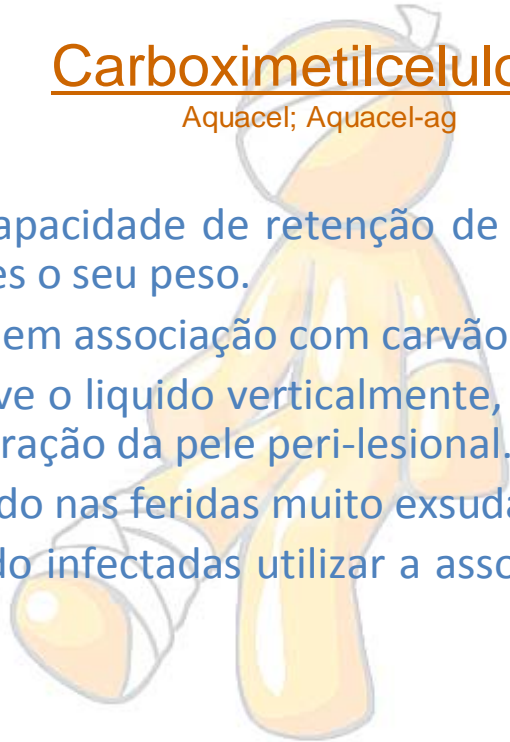 Carboximetilcelulo
Aquacel; Aquacel-ag
apacidade de retenção de
es o seu peso.
em associação com carvão
ve o liquido verticalmente,
ração da pele peri-lesional.
do nas feridas muito exsuda
do infectadas utilizar a asso